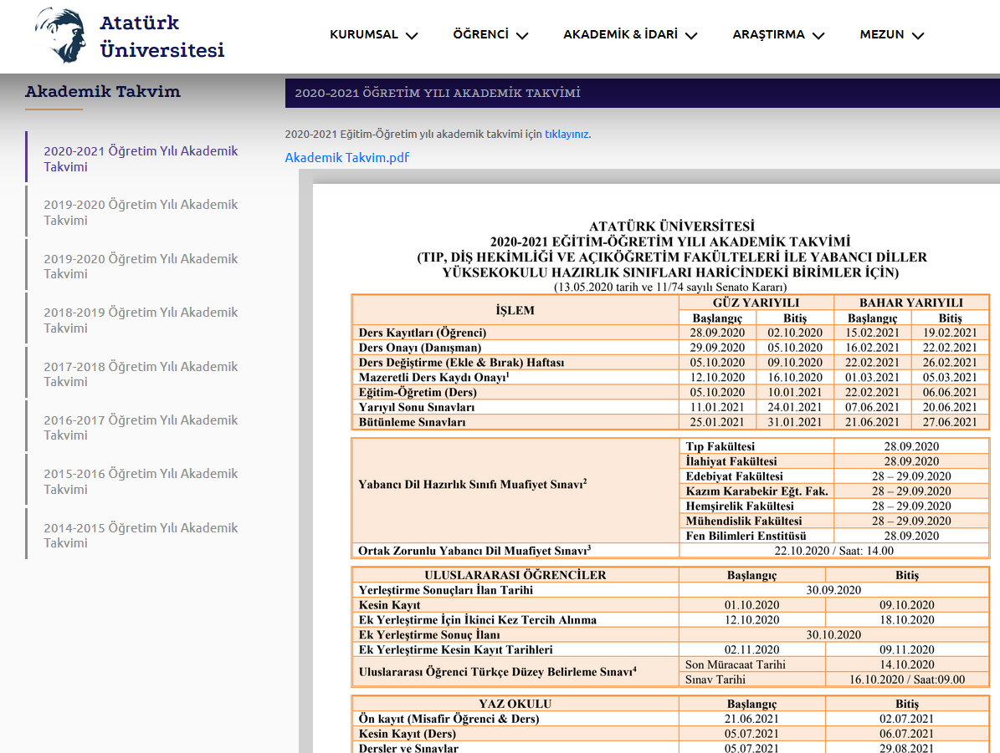 Atatürk
Üniversitesi
KURUMSAL
ÖĞRENCİ
AKADEMİK & İDARİ
ARAŞTIRMA
MEZUN
Akademik Takvim
2020-2021 Öğretim Yılı Akademik
Takvimi
2019-2020 Öğretim Yılı Akademik
Takvimi
2019-2020 Öğretim Yılı Akademik
Takvimi
2018-2019 Öğretim Yılı Akademik
Takvimi
2017-2018 Öğretim Yılı Akademik
Takvimi
2016-2017 Öğretim Yılı Akademik
Takvimi
2015-2016 Öğretim Yılı Akademik
Takvimi
2014-2015 Öğretim Yılı Akademik
Takvimi
2020-2021 ÖĞRETİM YILI AKADEMİK TAKVİMİ
2020-2021 Eğitim-Öğretim yılı akademik takvimi için tıklayınız.
Akademik Takvim.pdf
ATATÜRK ÜNİVERSİTESİ
2020-2021 EĞİTİM-ÖĞRETİM YILI AKADEMİK TAKVİMİ
(TIP, DİŞ HEKİMLİĞİ VE AÇIKÖĞRETİM FAKÜLTELERİ İLE YABANCI DİLLER
YÜKSEKOKULU HAZIRLIK SINIFLARI HARİCİNDEKİ BİRİMLER İÇİN)
(13.05.2020 tarih ve 11/74 sayılı Senato Kararı)
İŞLEM GÜZ YARIYILI BAHAR YARIYILI
Başlangıç Bitiş Başlangıç Bitiş
Ders Kayıtları (Öğrenci) 28.09.2020 02.10.2020 15.02.2021 19.02.2021
Ders Onayı (Danışman) 29.09.2020 05.10.2020 16.02.2021 22.02.2021
Ders Değiştirme (Ekle & Bırak) Haftası 05.10.2020 09.10.2020 22.02.2021 26.02.2021
Mazeretli Ders Kaydı Onayı¹ 12.10.2020 16.10.2020 01.03.2021 05.03.2021
Eğitim-Öğretim (Ders) 05.10.2020 10.01.2021 22.02.2021 06.06.2021
Yarıyıl Sonu Sınavları 11.01.2021 24.01.2021 07.06.2021 20.06.2021
Bütünleme Sınavları 25.01.2021 31.01.2021 21.06.2021 27.06.2021
Yabancı Dil Hazırlık Sınıfı Muafiyet Sınavı²
Tıp Fakültesi 28.09.2020
İlahiyat Fakültesi 28.09.2020
Edebiyat Fakültesi 28 – 29.09.2020
Kazım Karabekir Eğt. Fak. 28 – 29.09.2020
Hemşirelik Fakültesi 28 – 29.09.2020
Mühendislik Fakültesi 28 – 29.09.2020
Fen Bilimleri Enstitüsü 28.09.2020
Ortak Zorunlu Yabancı Dil Muafiyet Sınavı³ 22.10.2020 / Saat: 14.00
ULUSLARARASI ÖĞRENCİLER Başlangıç Bitiş
Yerleştirme Sonuçları İlan Tarihi 30.09.2020
Kesin Kayıt 01.10.2020 09.10.2020
Ek Yerleştirme İçin İkinci Kez Tercih Alınma 12.10.2020 18.10.2020
Ek Yerleştirme Sonuç İlanı 30.10.2020
Ek Yerleştirme Kesin Kayıt Tarihleri 02.11.2020 09.11.2020
Uluslararası Öğrenci Türkçe Düzey Belirleme Sınavı⁴
Son Müracaat Tarihi 14.10.2020
Sınav Tarihi 16.10.2020 / Saat:09.00
YAZ OKULU Başlangıç Bitiş
Ön kayıt (Misafir Öğrenci & Ders) 21.06.2021 02.07.2021
Kesin Kayıt (Ders) 05.07.2021 06.07.2021
Dersler ve Sınavlar 05.07.2021 29.08.2021